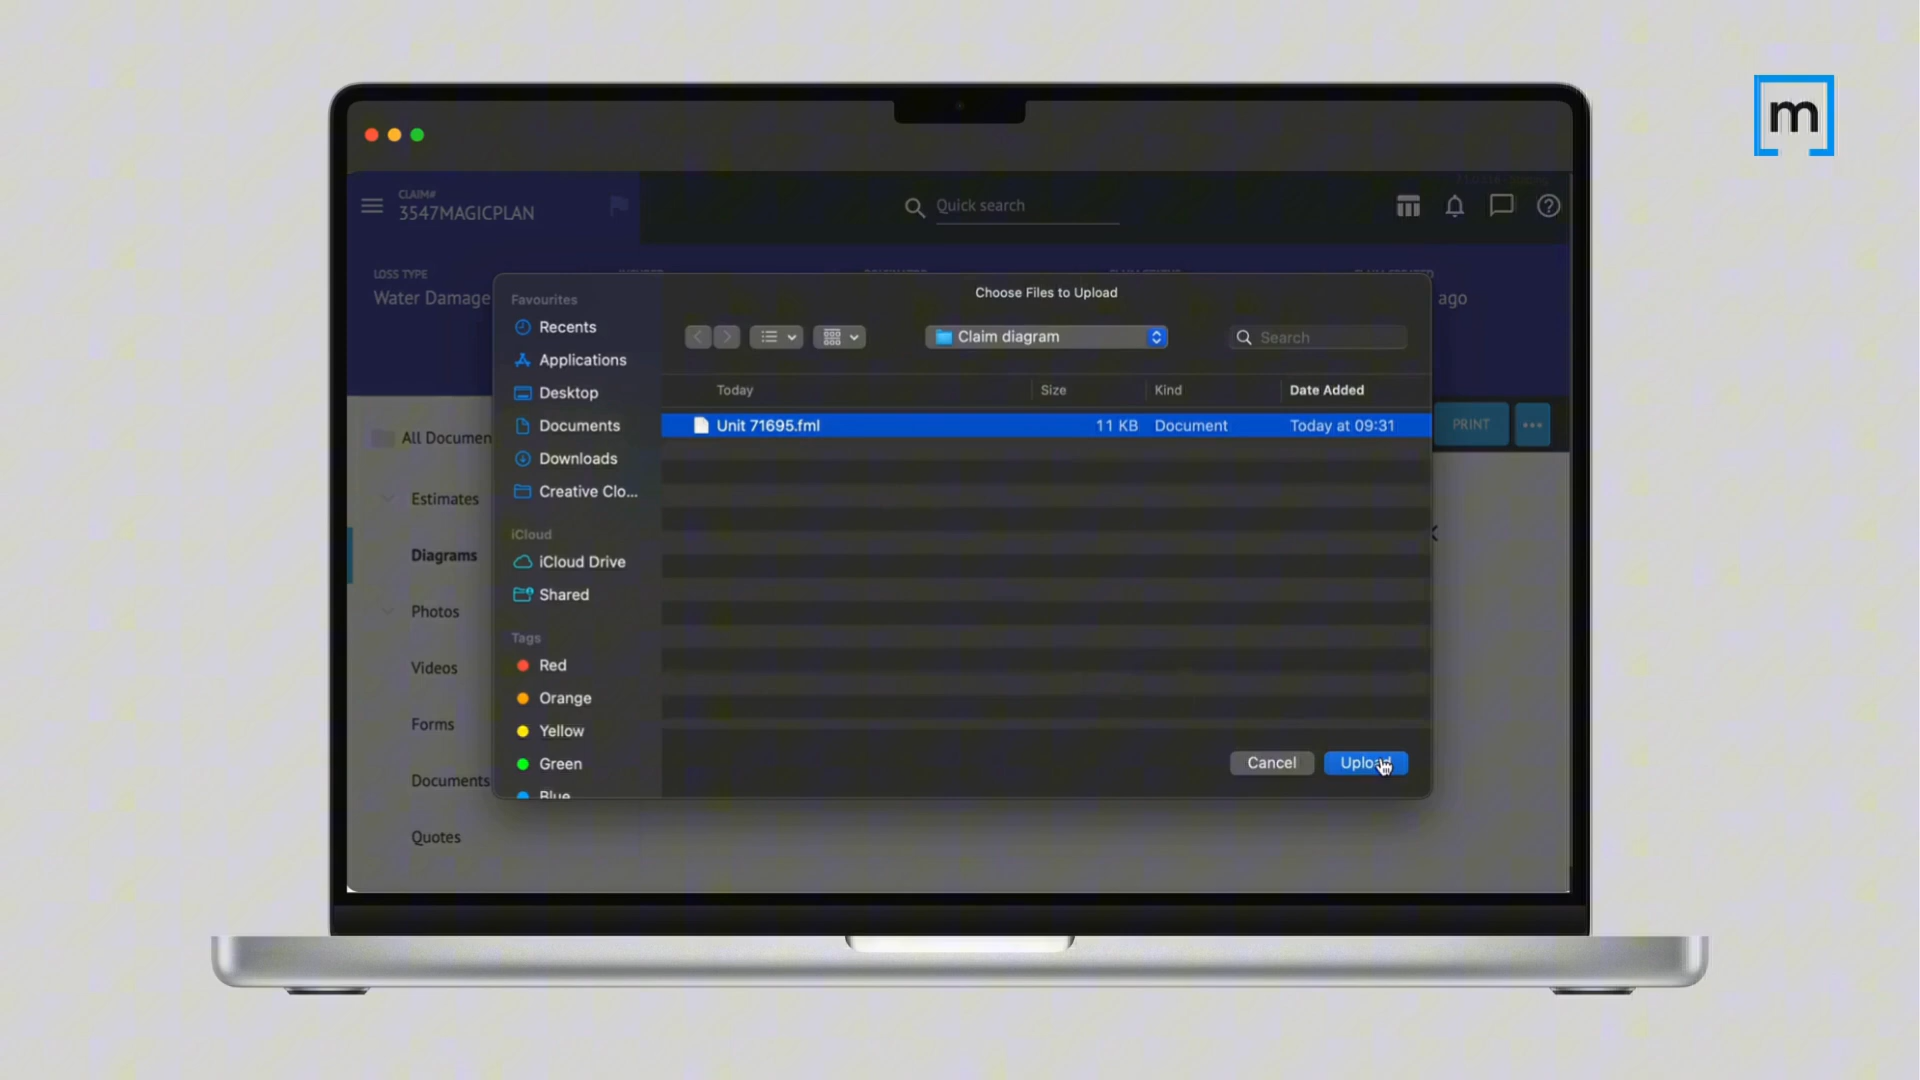 m
CLAIM#
3547MAGICPLAN
Quick search
LOSS TYPE
Water Damage
ago
Choose Files to Upload
Favourites
Recents
Applications
Desktop
Documents
Downloads
Creative Clo...
iCloud
iCloud Drive
Shared
Tags
Red
Orange
Yellow
Green
Blue
Claim diagram
Search
Today Size Kind Date Added
Unit 71695.fml 11 KB Document Today at 09:31
Cancel Upload
PRINT
All Documen
Estimates
Diagrams
Photos
Videos
Forms
Documents
Quotes